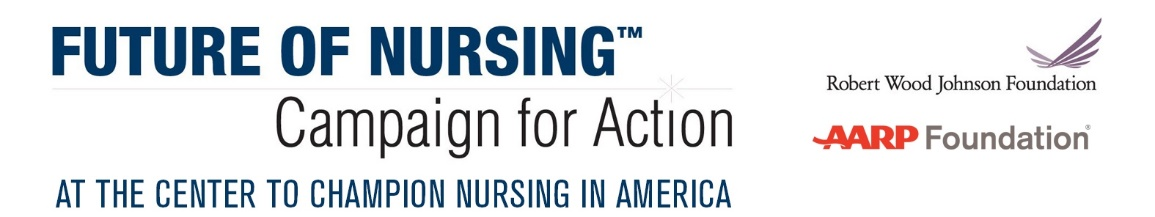 FUTURE OF NURSING™
Campaign for Action
AT THE CENTER TO CHAMPION NURSING IN AMERICA
Robert Wood Johnson Foundation
AARP Foundation®